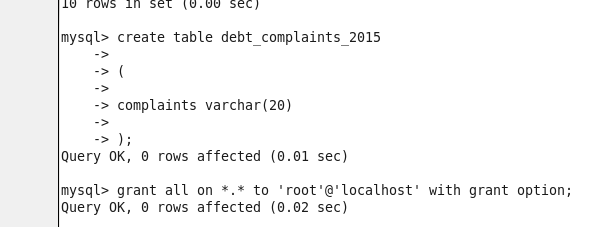 10 rows in set (0.00 sec)
mysql> create table debt_complaints_2015
->
-> (
->
-> complaints varchar(20)
->
-> );
Query OK, 0 rows affected (0.01 sec)
mysql> grant all on *.* to 'root'@'localhost' with grant option;
Query OK, 0 rows affected (0.02 sec)